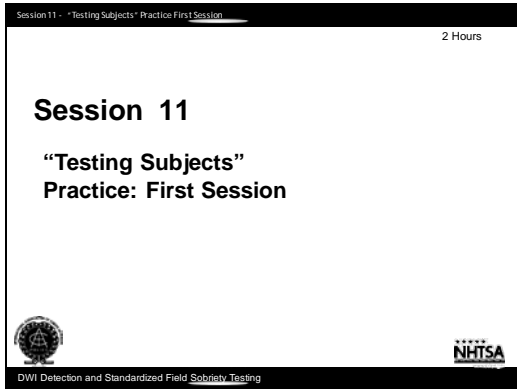 Session 11 - "Testing Subjects" Practice First Session
2 Hours
Session 11
“Testing Subjects”
Practice: First Session
NHTSA
DWI Detection and Standardized Field Sobriety Testing